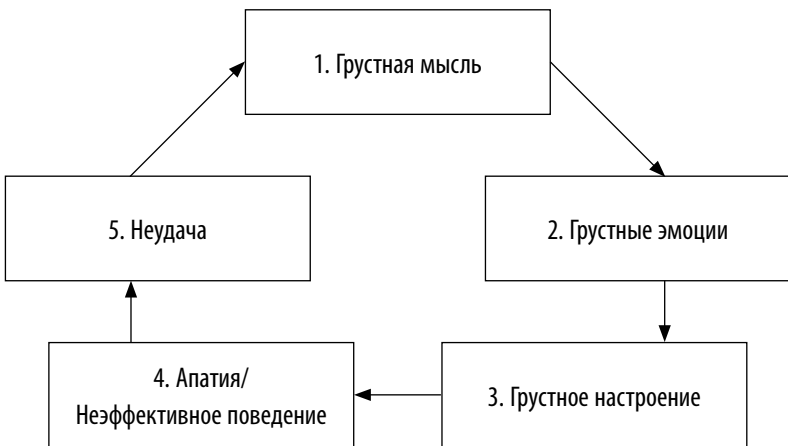 1. Грустная мысль
2. Грустные эмоции
3. Грустное настроение
4. Апатия/
Неэффективное поведение
5. Неудача